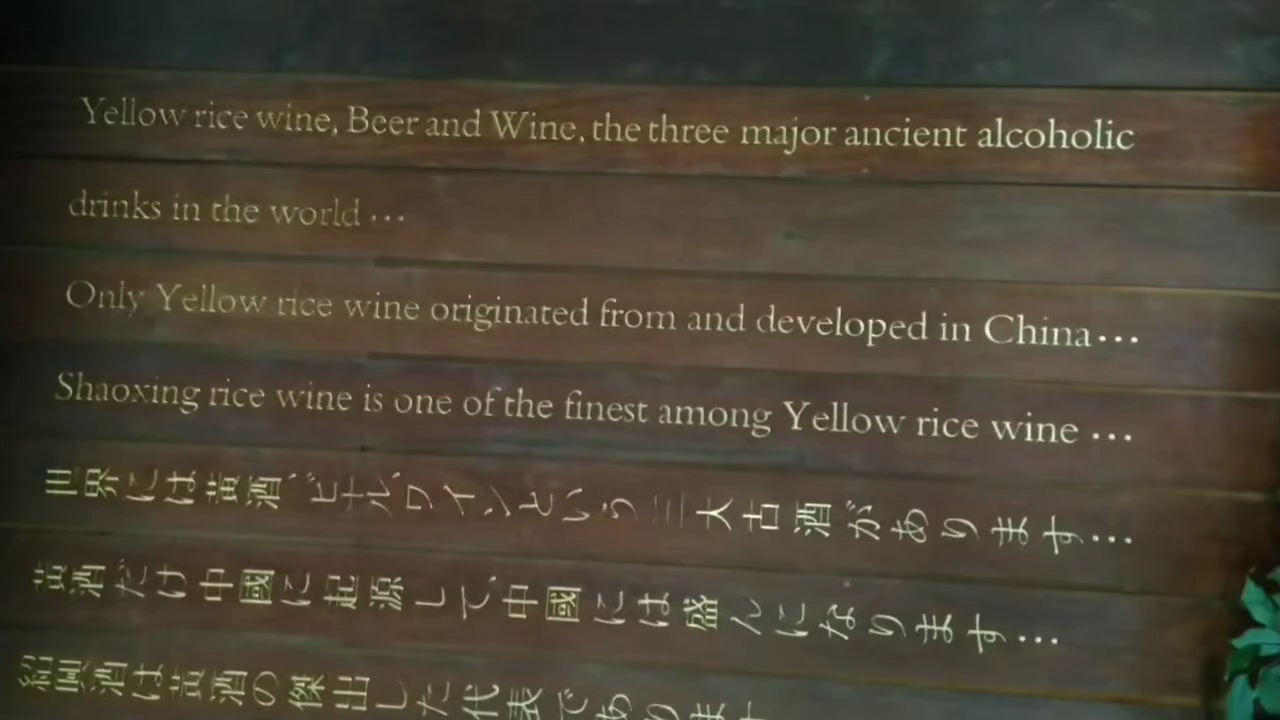 Yellow rice wine, Beer and Wine, the three major ancient alcoholic
drinks in the world …
Only Yellow rice wine originated from and developed in China…
Shaoxing rice wine is one of the finest among Yellow rice wine …
世界には黄酒、ビール、ワインという三大古酒があります…
黄酒だけ中國に起源して、中國には盛んになります…
紹興酒は黄酒の傑出した代表であります